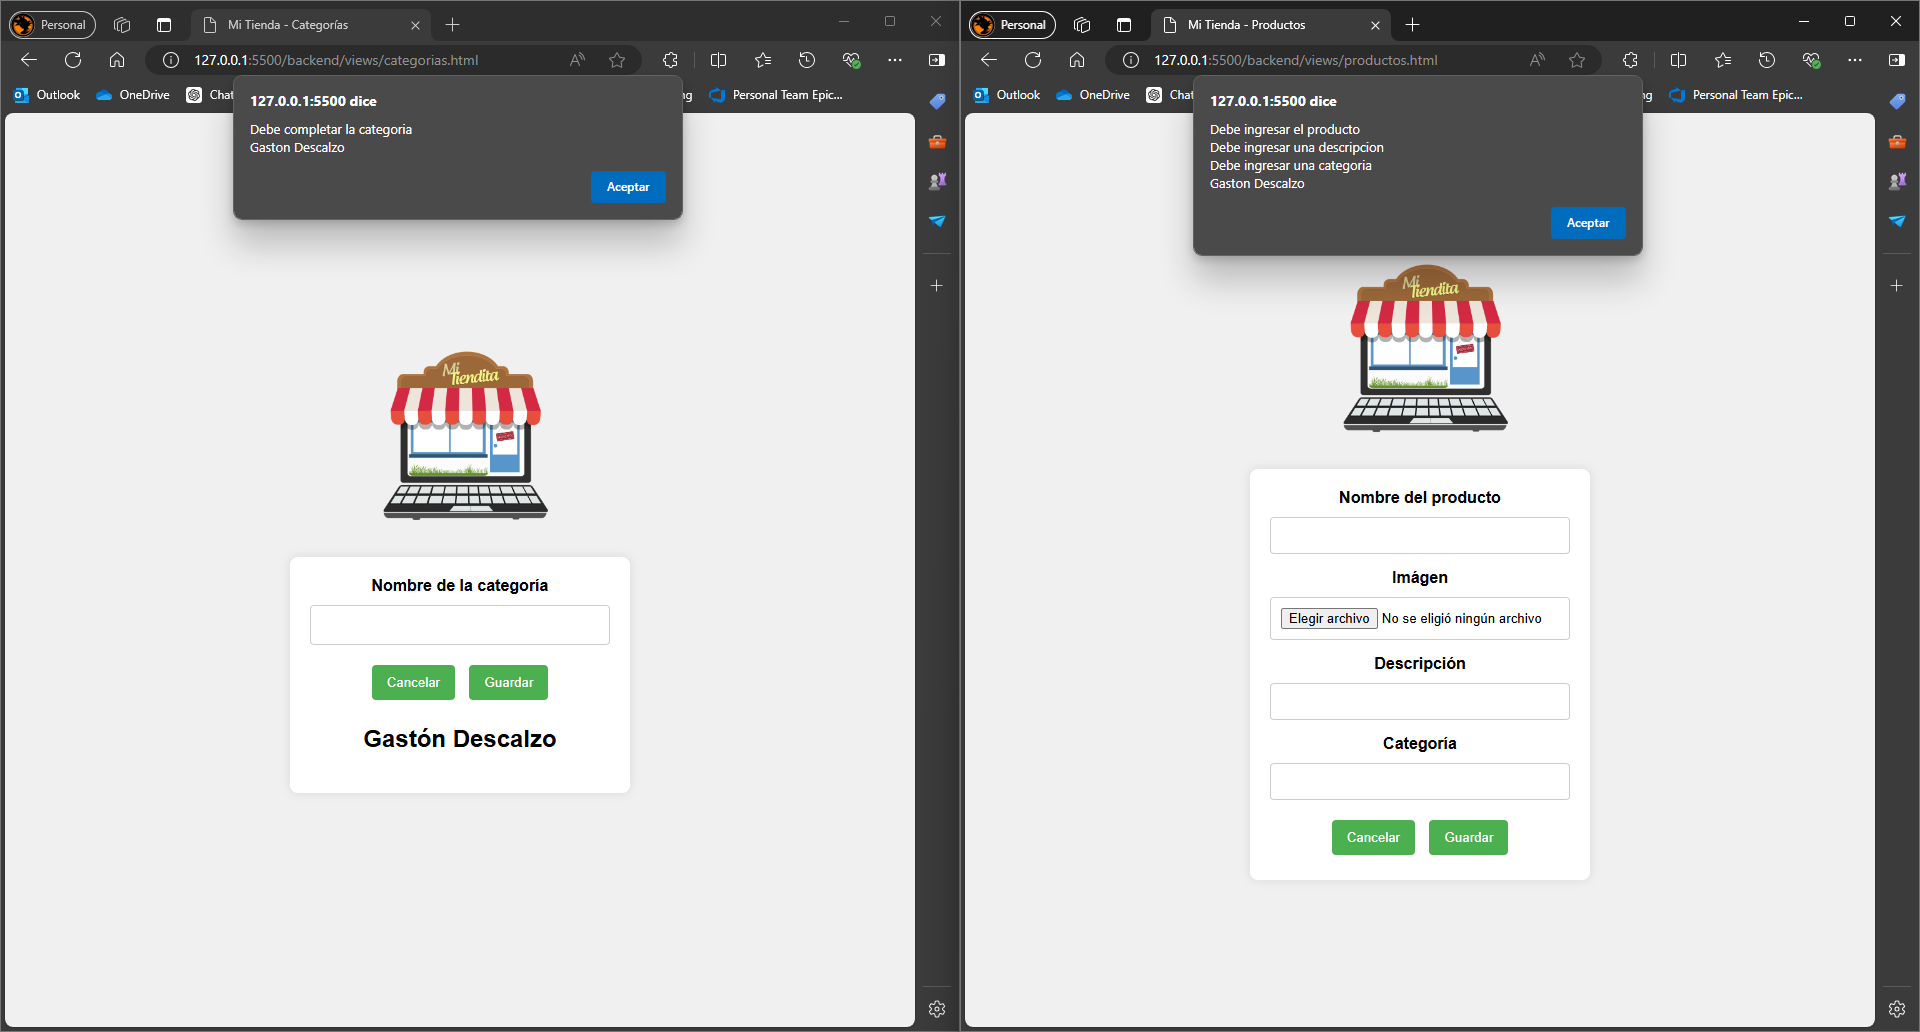 Personal
Mi Tienda - Categorías
127.0.0.1:5500/backend/views/categorias.html
Outlook
OneDrive
Chat
ng
Personal Team Epic...
127.0.0.1:5500 dice
Debe completar la categoria
Gaston Descalzo
Aceptar
Mi
Tiendita
Nombre de la categoría
Cancelar
Guardar
Gastón Descalzo
Personal
Mi Tienda - Productos
127.0.0.1:5500/backend/views/productos.html
Outlook
OneDrive
Chat
ng
Personal Team Epic...
127.0.0.1:5500 dice
Debe ingresar el producto
Debe ingresar una descripcion
Debe ingresar una categoria
Gaston Descalzo
Aceptar
Mi
Tiendita
Nombre del producto
Imágen
Elegir archivo No se eligió ningún archivo
Descripción
Categoría
Cancelar
Guardar